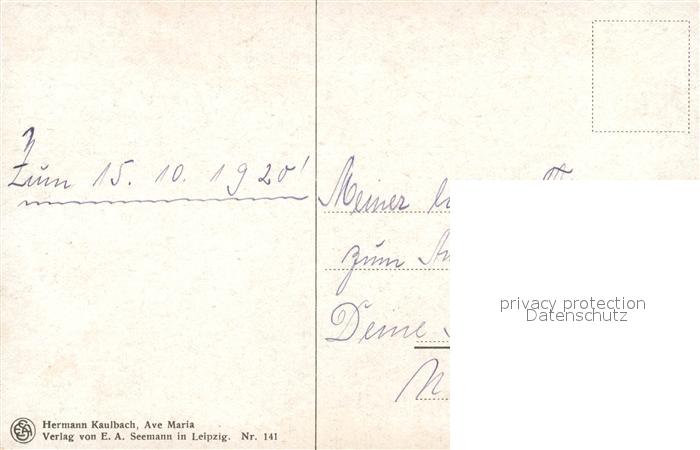 Zum 15. 10. 1920!
Meiner
zum
Deine
privacy protection
Datenschutz
Hermann Kaulbach, Ave Maria
Verlag von E. A. Seemann in Leipzig. Nr. 141